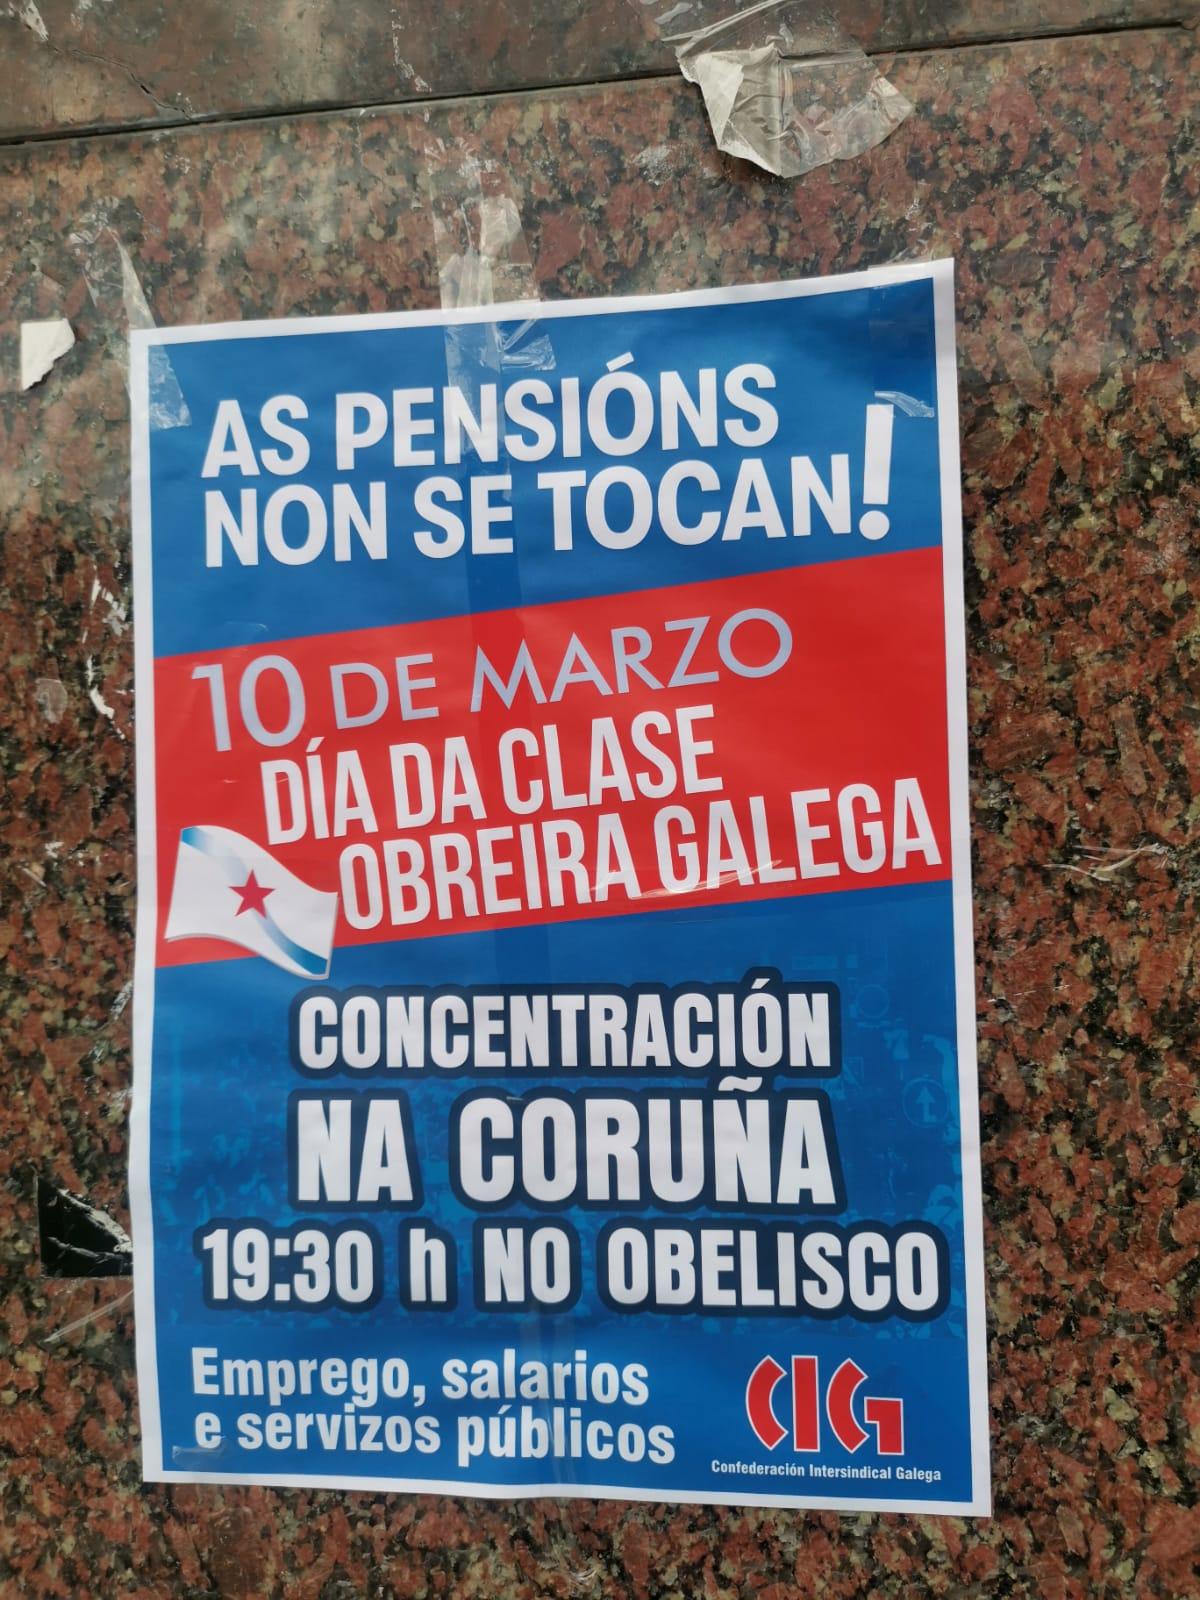 AS PENSIÓNS
NON SE TOCAN!
10 DE MARZO
DÍA DA CLASE
OBREIRA GALEGA
CONCENTRACIÓN
NA CORUÑA
19:30 h NO OBELISCO
Emprego, salarios
e servizos públicos
CIG
Confederación Intersindical Galega